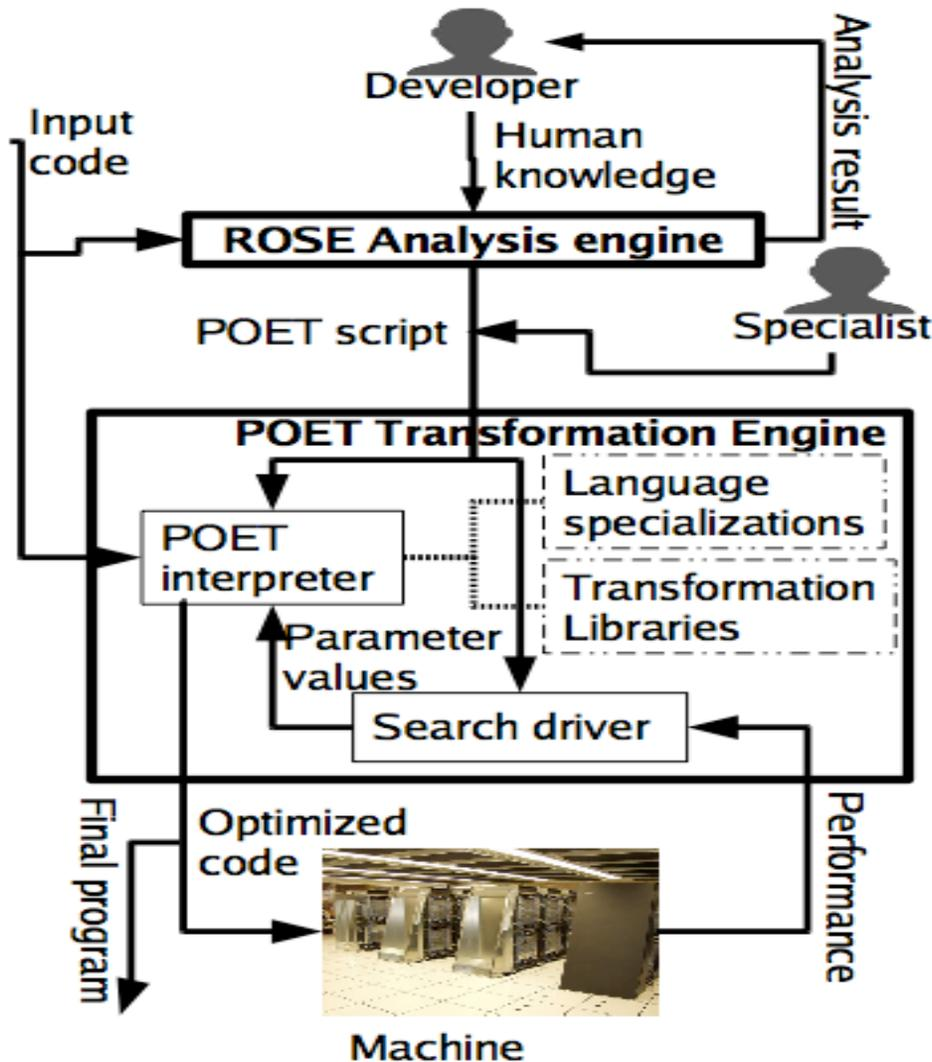 Developer
Analysis result
Input
code
Human
knowledge
ROSE Analysis engine
POET script
Specialist
POET Transformation Engine
Language
specializations
POET
interpreter
Transformation
Libraries
Parameter
values
Search driver
Final program
Optimized
code
Performance
Machine